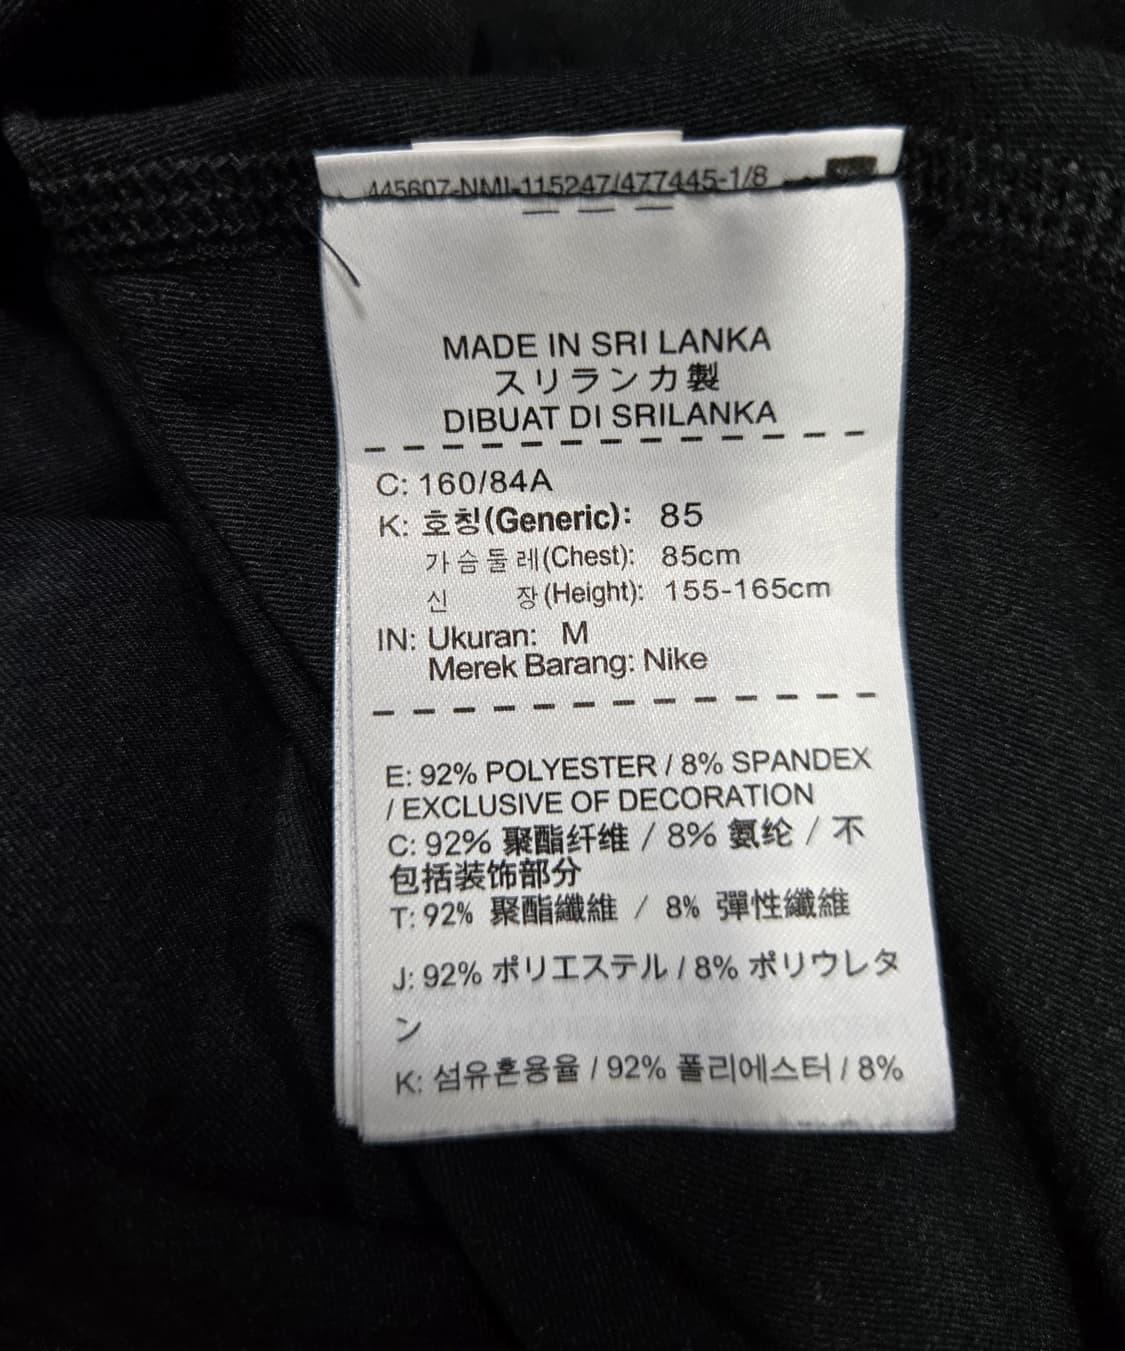 445607-NMI-115247/477445-1/8
MADE IN SRI LANKA
スリランカ製
DIBUAT DI SRILANKA
C: 160/84A
K: 호칭(Generic): 85
가슴둘레(Chest): 85cm
신 장(Height): 155-165cm
IN: Ukuran: M
Merek Barang: Nike
E: 92% POLYESTER / 8% SPANDEX
/ EXCLUSIVE OF DECORATION
C: 92% 聚酯纤维 / 8% 氨纶 / 不
包括装饰部分
T: 92% 聚酯纖維 / 8% 彈性纖維
J: 92% ポリエステル / 8% ポリウレタ
ン
K: 섬유혼용율 / 92% 폴리에스터 / 8%